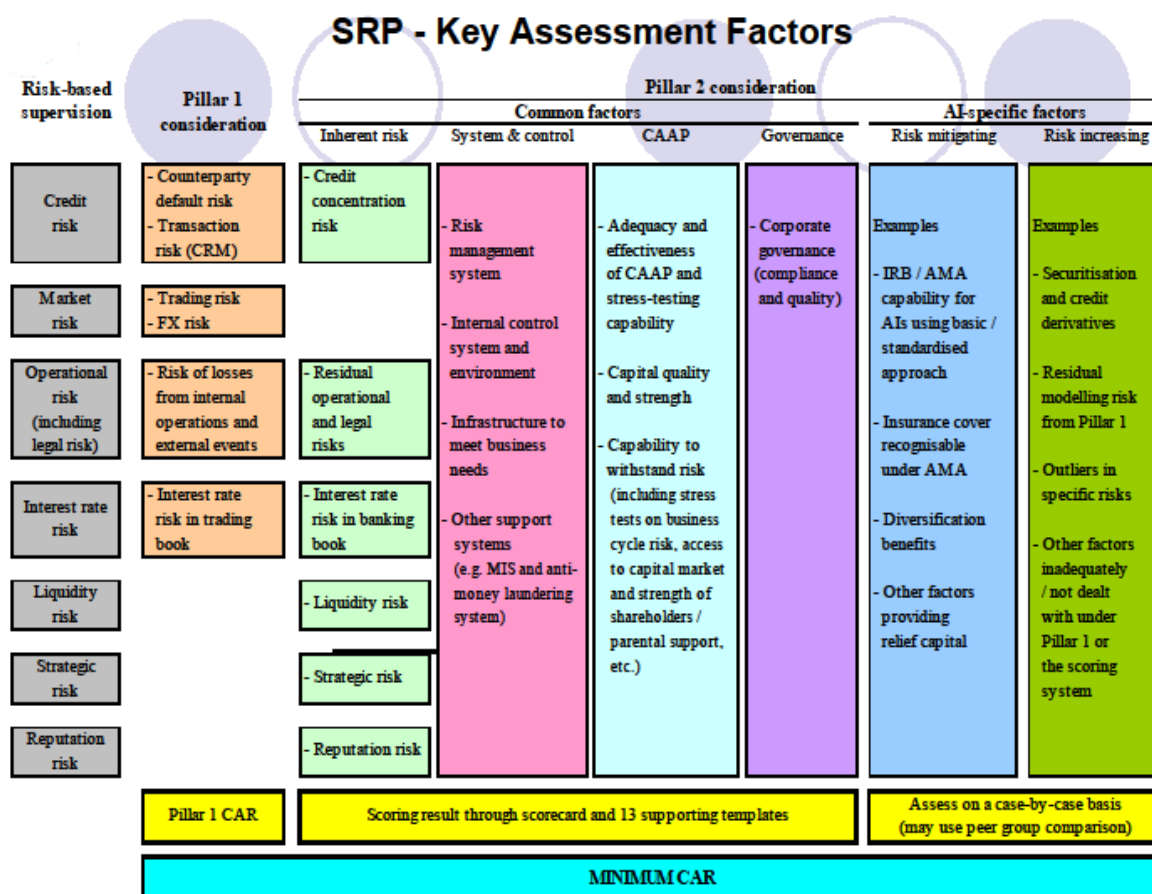 SRP - Key Assessment Factors
Risk-based
supervision
Pillar 1
consideration
Pillar 2 consideration
Common factors
AI-specific factors
Inherent risk
System & control
CAAP
Governance
Risk mitigating
Risk increasing
Credit
risk
- Counterparty
default risk
- Transaction
risk (CRM)
- Credit
concentration
risk
Market
risk
- Trading risk
- FX risk
Operational
risk
(including
legal risk)
- Risk of losses
from internal
operations and
external events
- Residual
operational
and legal
risks
Interest rate
risk
- Interest rate
risk in trading
book
- Interest rate
risk in banking
book
Liquidity
risk
- Liquidity risk
Strategic
risk
- Strategic risk
Reputation
risk
- Reputation risk
- Risk
management
system
- Internal control
system and
environment
- Infrastructure to
meet business
needs
- Other support
systems
(e.g. MIS and anti-
money laundering
system)
- Adequacy and
effectiveness
of CAAP and
stress-testing
capability
- Capital quality
and strength
- Capability to
withstand risk
(including stress
tests on business
cycle risk, access
to capital market
and strength of
shareholders /
parental support,
etc.)
- Corporate
governance
(compliance
and quality)
Examples
- IRB / AMA
capability for
AIs using basic /
standardised
approach
- Insurance cover
recognisable
under AMA
- Diversification
benefits
- Other factors
providing
relief capital
Examples
- Securitisation
and credit
derivatives
- Residual
modelling risk
from Pillar 1
- Outliers in
specific risks
- Other factors
inadequately
/ not dealt
with under
Pillar 1 or
the scoring
system
Pillar 1 CAR
Scoring result through scorecard and 13 supporting templates
Assess on a case-by-case basis
(may use peer group comparison)
MINIMUM CAR